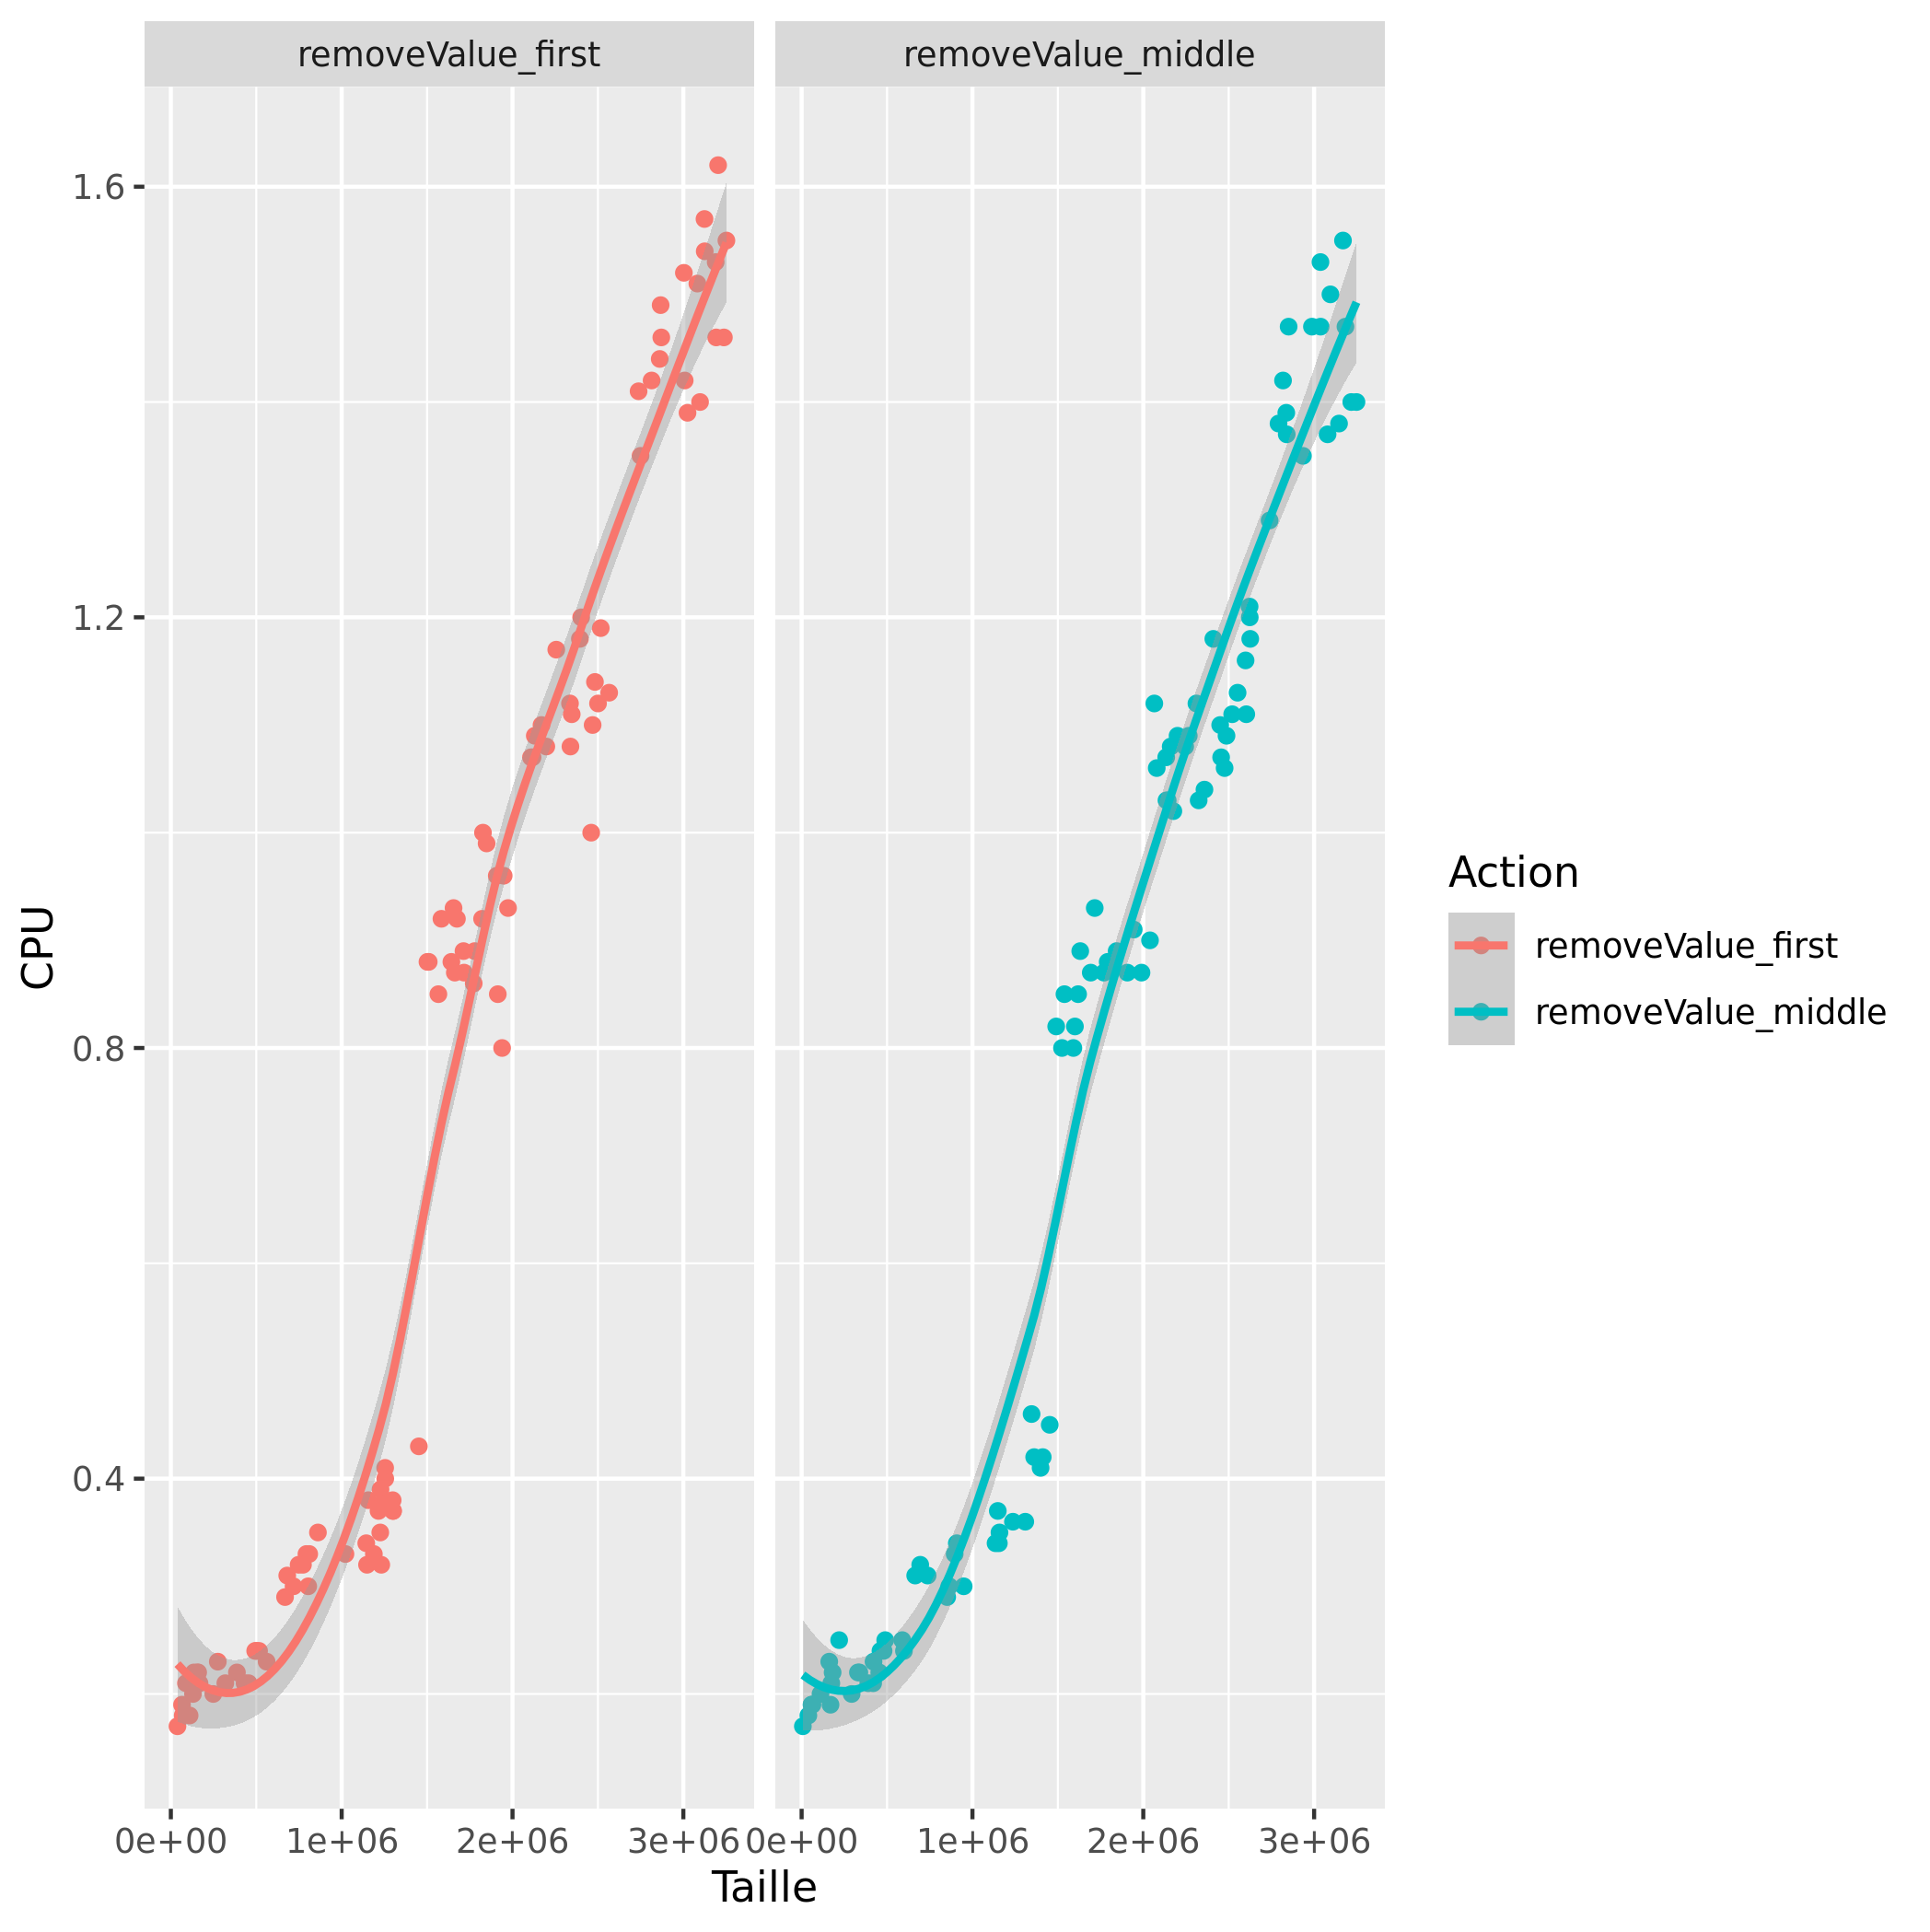 removeValue_first
removeValue_middle
1.6
1.2
0.8
0.4
CPU
0e+00 1e+06 2e+06 3e+06 0e+00 1e+06 2e+06 3e+06
Taille
Action
removeValue_first
removeValue_middle